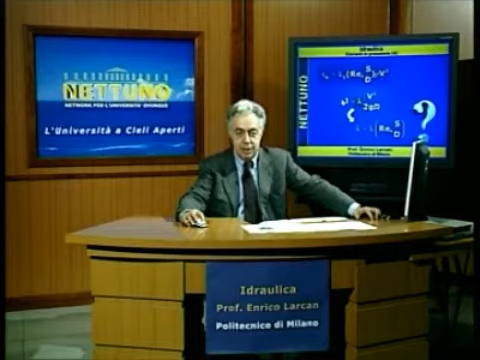 NETTUNO
NETWORK PER L'UNIVERSITÀ OVUNQUE
L'Università a Cieli Aperti
Idraulica
NETTUNO
?
Prof. Enrico Larcan
Politecnico di Milano
Idraulica
Prof. Enrico Larcan
Politecnico di Milano